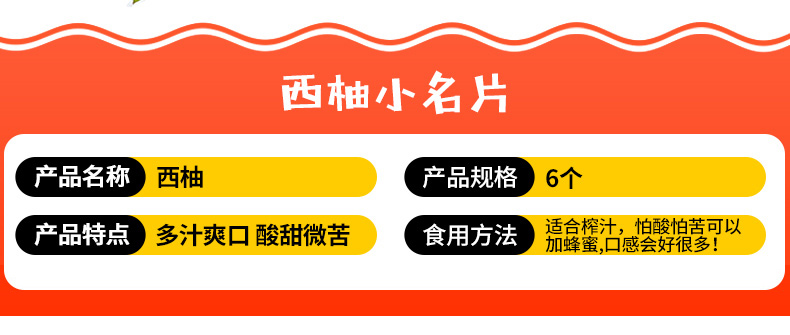 西柚小名片
产品名称 西柚
产品规格 6个
产品特点 多汁爽口 酸甜微苦
食用方法 适合榨汁，怕酸怕苦可以
加蜂蜜,口感会好很多！